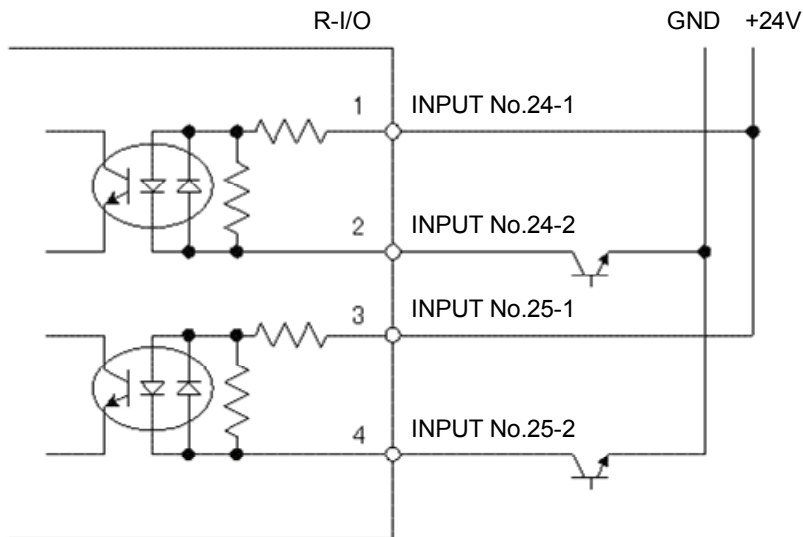 R-I/O GND +24V
1 INPUT No.24-1
2 INPUT No.24-2
3 INPUT No.25-1
4 INPUT No.25-2